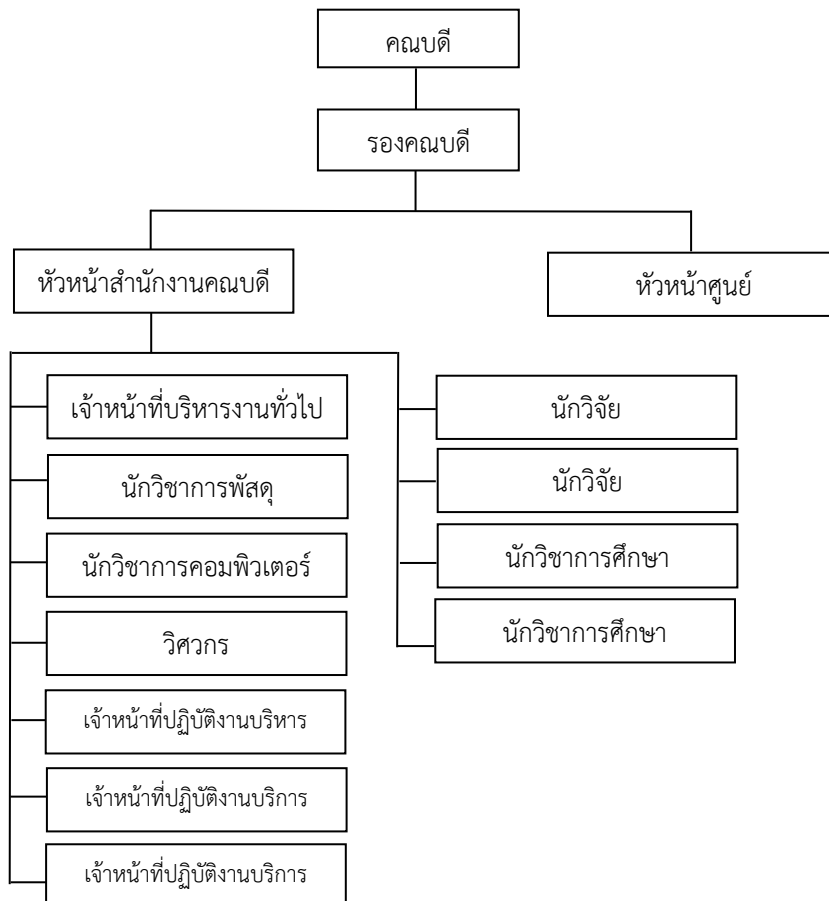 คณบดี
รองคณบดี
หัวหน้าสำนักงานคณบดี
หัวหน้าศูนย์
เจ้าหน้าที่บริหารงานทั่วไป
นักวิชาการพัสดุ
นักวิชาการคอมพิวเตอร์
วิศวกร
เจ้าหน้าที่ปฏิบัติงานบริหาร
เจ้าหน้าที่ปฏิบัติงานบริการ
เจ้าหน้าที่ปฏิบัติงานบริการ
นักวิจัย
นักวิจัย
นักวิชาการศึกษา
นักวิชาการศึกษา